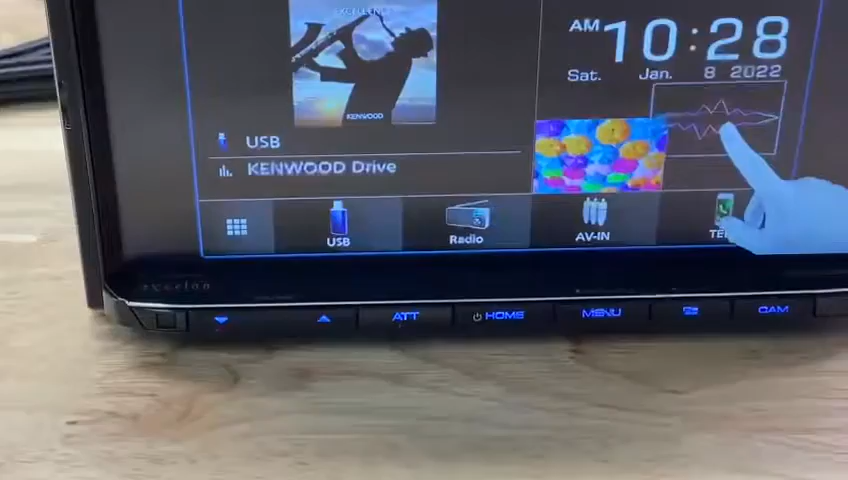 EXCELLENCE
KENWOOD
AM 10:28
Sat. Jan. 8 2022
USB
KENWOOD Drive
USB
Radio
AV-IN
TEL
excelon
ATT
HOME
MENU
CAM